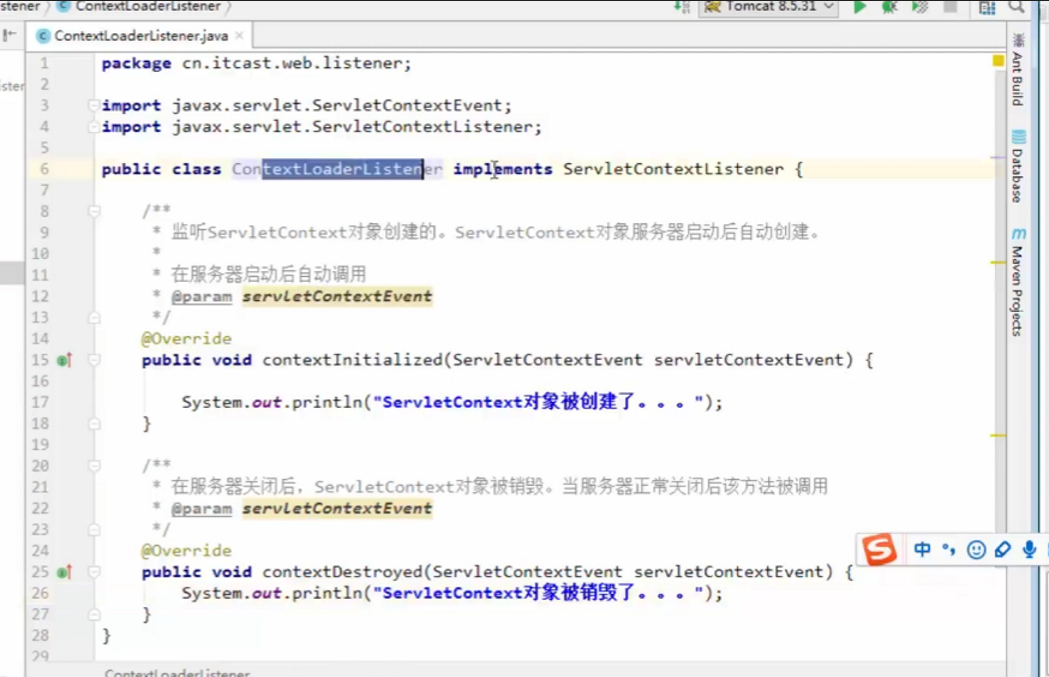 ContextLoaderListener
Tomcat 8.5.31
ContextLoaderListener.java
Ant Build
Database
Maven Projects
1 package cn.itcast.web.listener;
2
3 import javax.servlet.ServletContextEvent;
4 import javax.servlet.ServletContextListener;
5
6 public class ContextLoaderListener implements ServletContextListener {
7
8 /**
9 * 监听ServletContext对象创建的。ServletContext对象服务器启动后自动创建。
10 *
11 * 在服务器启动后自动调用
12 * @param servletContextEvent
13 */
14 @Override
15 public void contextInitialized(ServletContextEvent servletContextEvent) {
16
17 System.out.println("ServletContext对象被创建了。。。");
18 }
19
20 /**
21 * 在服务器关闭后，ServletContext对象被销毁。当服务器正常关闭后该方法被调用
22 * @param servletContextEvent
23 */
24 @Override
25 public void contextDestroyed(ServletContextEvent servletContextEvent) {
26 System.out.println("ServletContext对象被销毁了。。。");
27 }
28 }
29
中
ContextLoaderListener